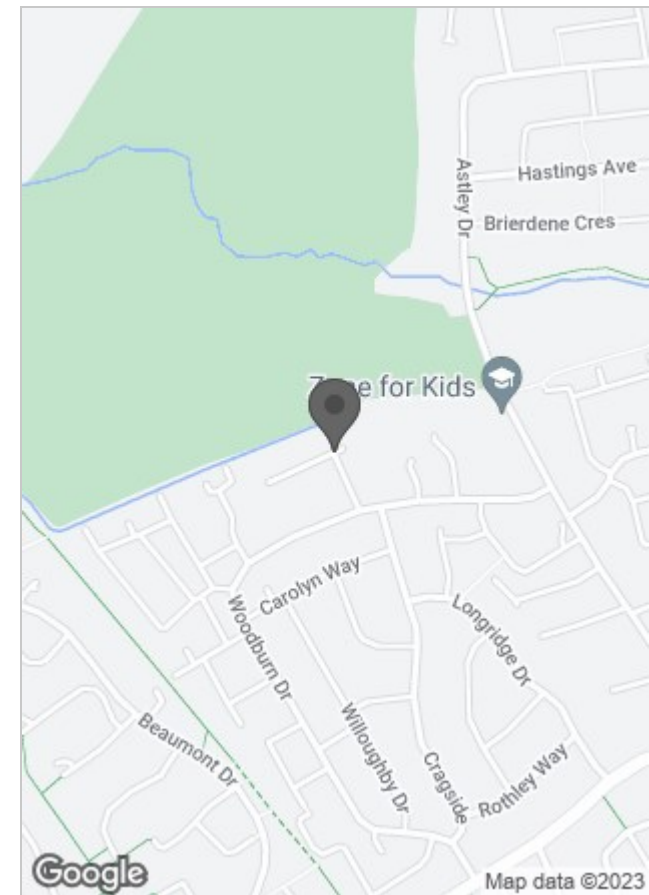 Astley Dr
Hastings Ave
Brierdene Cres
for Kids
Carolyn Way
Woodburn Dr
Longridge Dr
Willoughby Dr
Beaumont Dr
Cragside
Rothley Way
Google
Map data ©2023